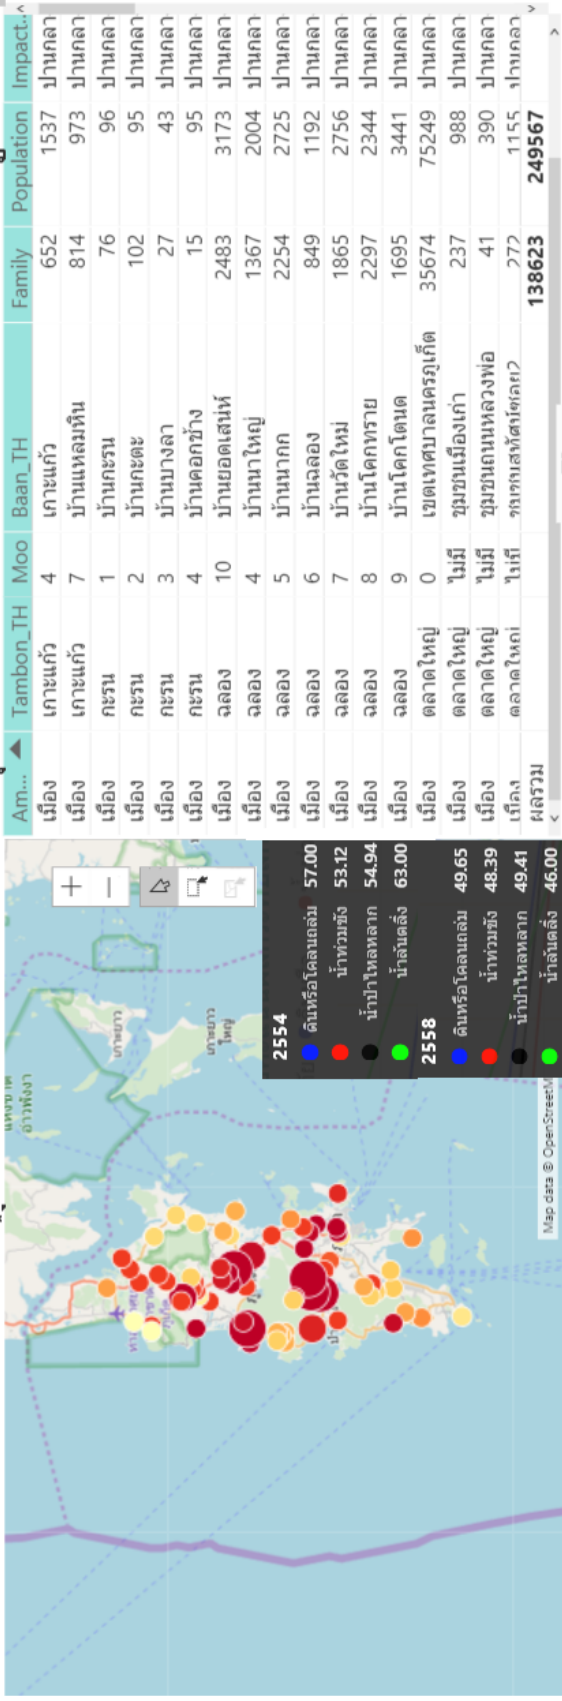 Am... Tambon_TH Moo Baan_TH Family Population Impact...
เมือง เกาะแก้ว 4 เกาะแก้ว 652 1537 ปานกลา
เมือง เกาะแก้ว 7 บ้านแหลมหิน 814 973 ปานกลา
เมือง กะรน 1 บ้านกะรน 76 96 ปานกลา
เมือง กะรน 2 บ้านกะตะ 102 95 ปานกลา
เมือง กะรน 3 บ้านบางลา 27 43 ปานกลา
เมือง กะรน 4 บ้านคอกช้าง 15 95 ปานกลา
เมือง ฉลอง 10 บ้านยอดเสน่ห์ 2483 3173 ปานกลา
เมือง ฉลอง 4 บ้านนาใหญ่ 1367 2004 ปานกลา
เมือง ฉลอง 5 บ้านนากก 2254 2725 ปานกลา
เมือง ฉลอง 6 บ้านฉลอง 849 1192 ปานกลา
เมือง ฉลอง 7 บ้านวัดใหม่ 1865 2756 ปานกลา
เมือง ฉลอง 8 บ้านโคกทราย 2297 2344 ปานกลา
เมือง ฉลอง 9 บ้านโคกโตนด 1695 3441 ปานกลา
เมือง ตลาดใหญ่ 0 เขตเทศบาลนครภูเก็ต 35674 75249 ปานกลา
เมือง ตลาดใหญ่ ไม่มี ชุมชนเมืองเก่า 237 988 ปานกลา
เมือง ตลาดใหญ่ ไม่มี ชุมชนถนนหลวงพ่อ 41 390 ปานกลา
เมือง ตลาดใหญ่ ไม่มี 272 1155 ปานกลา
ผลรวม 138623 249567
อ่าวพังงา
เกาะยาว
เกาะยาว
ใหญ่
2554
ดินหรือโคลนถล่ม 57.00
น้ำท่วมขัง 53.12
น้ำป่าไหลหลาก 54.94
น้ำล้นตลิ่ง 63.00
2558
ดินหรือโคลนถล่ม 49.65
น้ำท่วมขัง 48.39
น้ำป่าไหลหลาก 49.41
น้ำล้นตลิ่ง 46.00
Map data © OpenStreetM